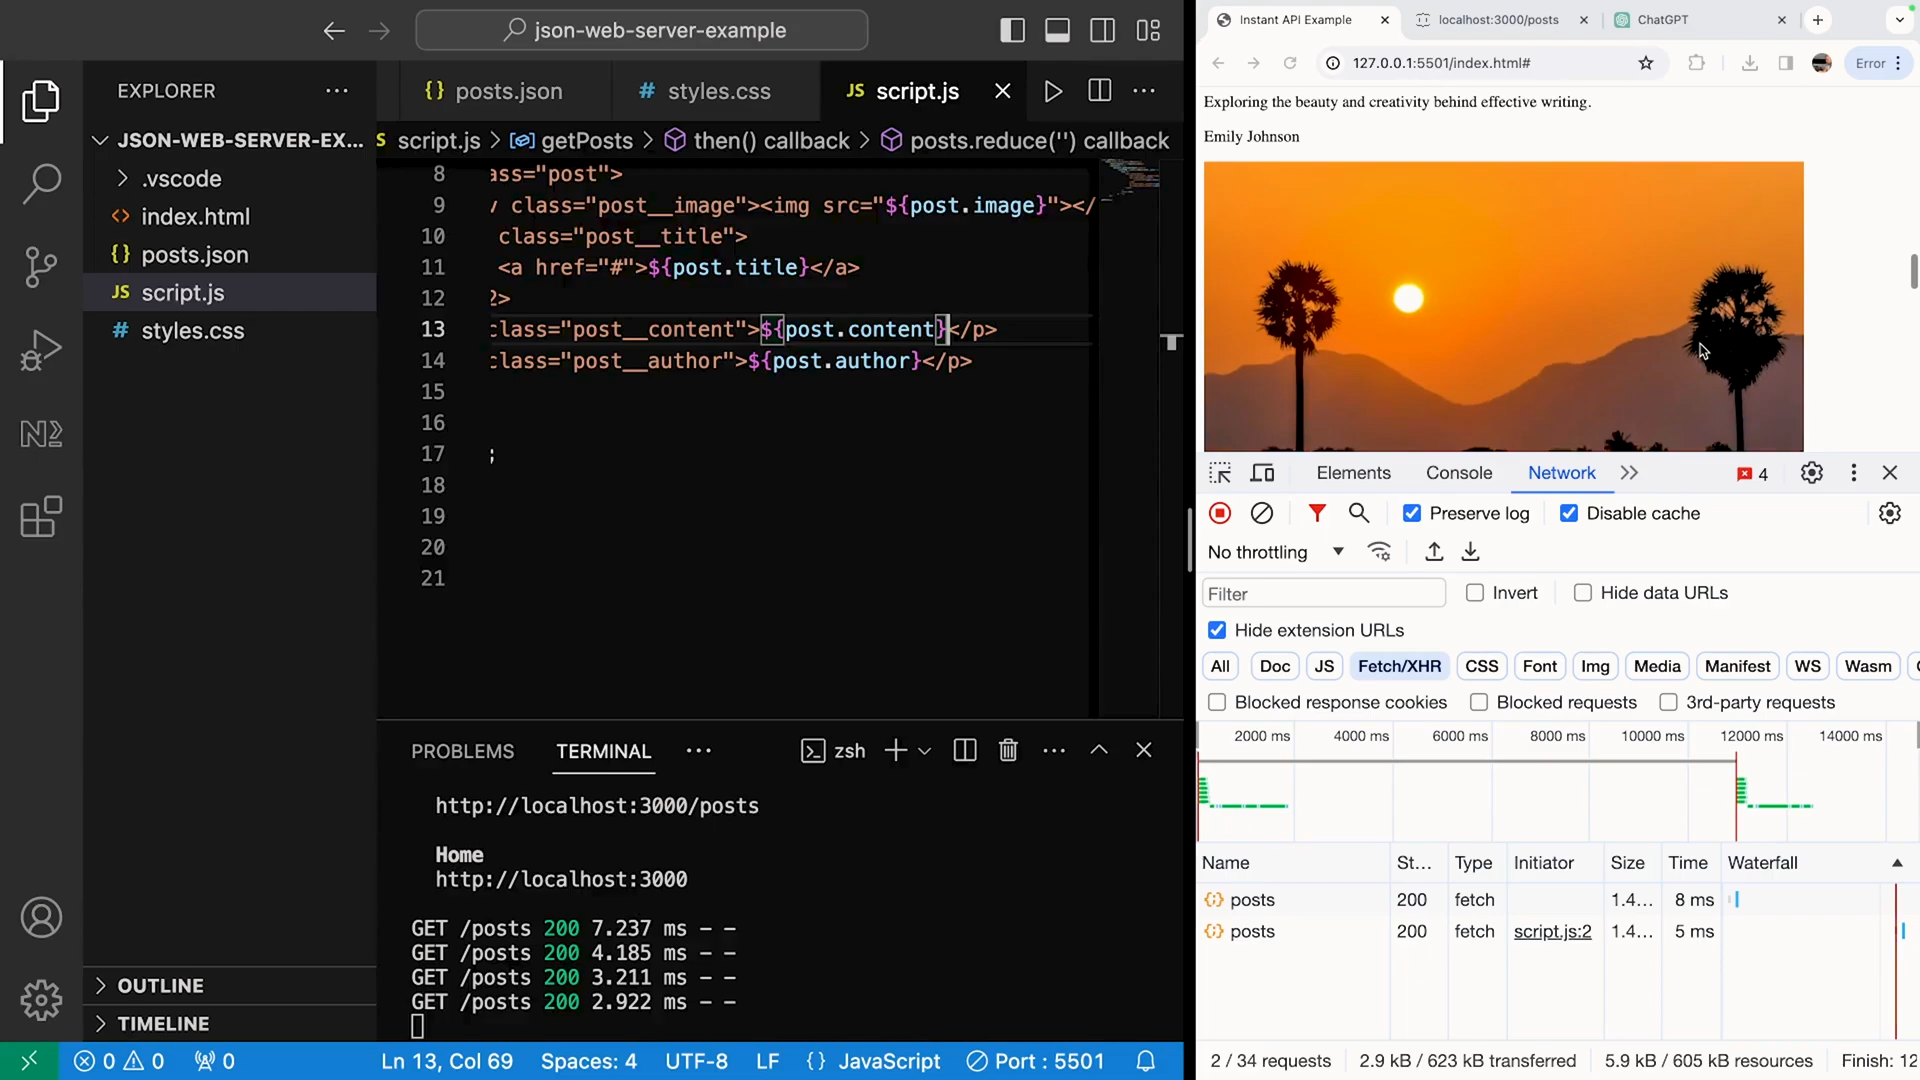 json-web-server-example
EXPLORER
JSON-WEB-SERVER-EX...
.vscode
index.html
posts.json
script.js
styles.css
OUTLINE
TIMELINE
posts.json
styles.css
script.js
script.js > getPosts > then() callback > posts.reduce('') callback
8 ass="post">
9 class="post__image"><img src="${post.image}"></
10 class="post__title">
11 <a href="#">${post.title}</a>
12 2>
13 class="post__content">${post.content}</p>
14 class="post__author">${post.author}</p>
15
16
17 ;
18
19
20
21
PROBLEMS TERMINAL
zsh
http://localhost:3000/posts
Home
http://localhost:3000
GET /posts 200 7.237 ms - -
GET /posts 200 4.185 ms - -
GET /posts 200 3.211 ms - -
GET /posts 200 2.922 ms - -
0 0 0 Ln 13, Col 69 Spaces: 4 UTF-8 LF {} JavaScript Port : 5501
Instant API Example
localhost:3000/posts
ChatGPT
127.0.0.1:5501/index.html#
Error
Exploring the beauty and creativity behind effective writing.
Emily Johnson
Elements Console Network 4
Preserve log Disable cache
No throttling
Filter Invert Hide data URLs
Hide extension URLs
All Doc JS Fetch/XHR CSS Font Img Media Manifest WS Wasm
Blocked response cookies Blocked requests 3rd-party requests
2000 ms 4000 ms 6000 ms 8000 ms 10000 ms 12000 ms 14000 ms
Name St... Type Initiator Size Time Waterfall
posts 200 fetch 1.4... 8 ms
posts 200 fetch script.js:2 1.4... 5 ms
2 / 34 requests 2.9 kB / 623 kB transferred 5.9 kB / 605 kB resources Finish: 12